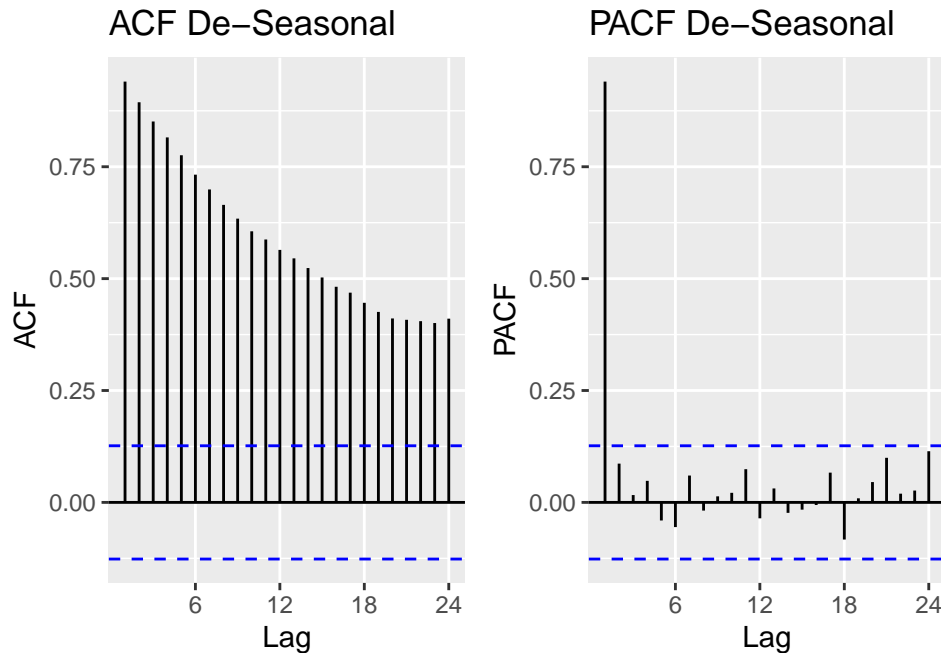 ACF De−Seasonal
ACF
0.75
0.50
0.25
0.00
6 12 18 24
Lag
PACF De−Seasonal
PACF
0.75
0.50
0.25
0.00
6 12 18 24
Lag